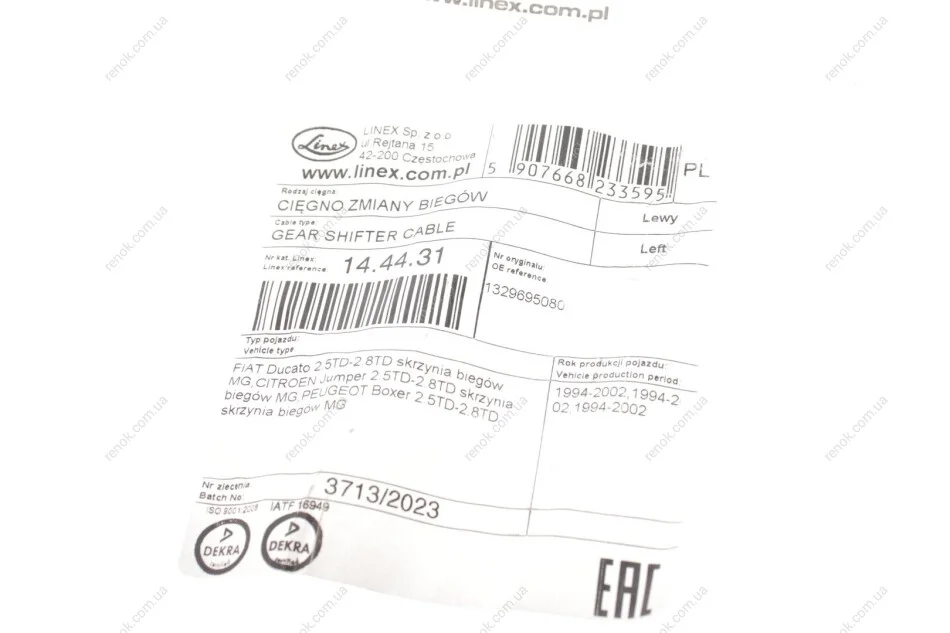 www.linex.com.pl
Linex
LINEX Sp. z o.o
ul.Rejtana 15
42-200 Częstochowa
www.linex.com.pl
5 907668 233595
PL
Rodzaj cięgna:
CIĘGNO ZMIANY BIEGÓW
Lewy
Cable type:
GEAR SHIFTER CABLE
Left
Nr kat. Linex:
Linex reference
14.44.31
Nr oryginału:
OE reference
1329695080
Typ pojazdu:
Vehicle type
FIAT Ducato 2.5TD-2.8TD skrzynia biegów
MG,CITROEN Jumper 2.5TD-2.8TD skrzynia
biegów MG,PEUGEOT Boxer 2.5TD-2.8TD
skrzynia biegów MG
Rok produkcji pojazdu:
Vehicle production period:
1994-2002,1994-2
02,1994-2002
Nr zlecenia
Batch No:
3713/2023
ISO 9001:2008
IATF 16949
DEKRA
DEKRA
EAC
renok.com.ua